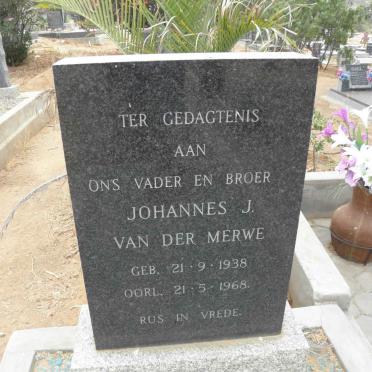 TER GEDAGTENIS
AAN
ONS VADER EN BROER
JOHANNES J.
VAN DER MERWE
GEB. 21·9·1938
OORL. 21·5·1968.
RUS IN VREDE.